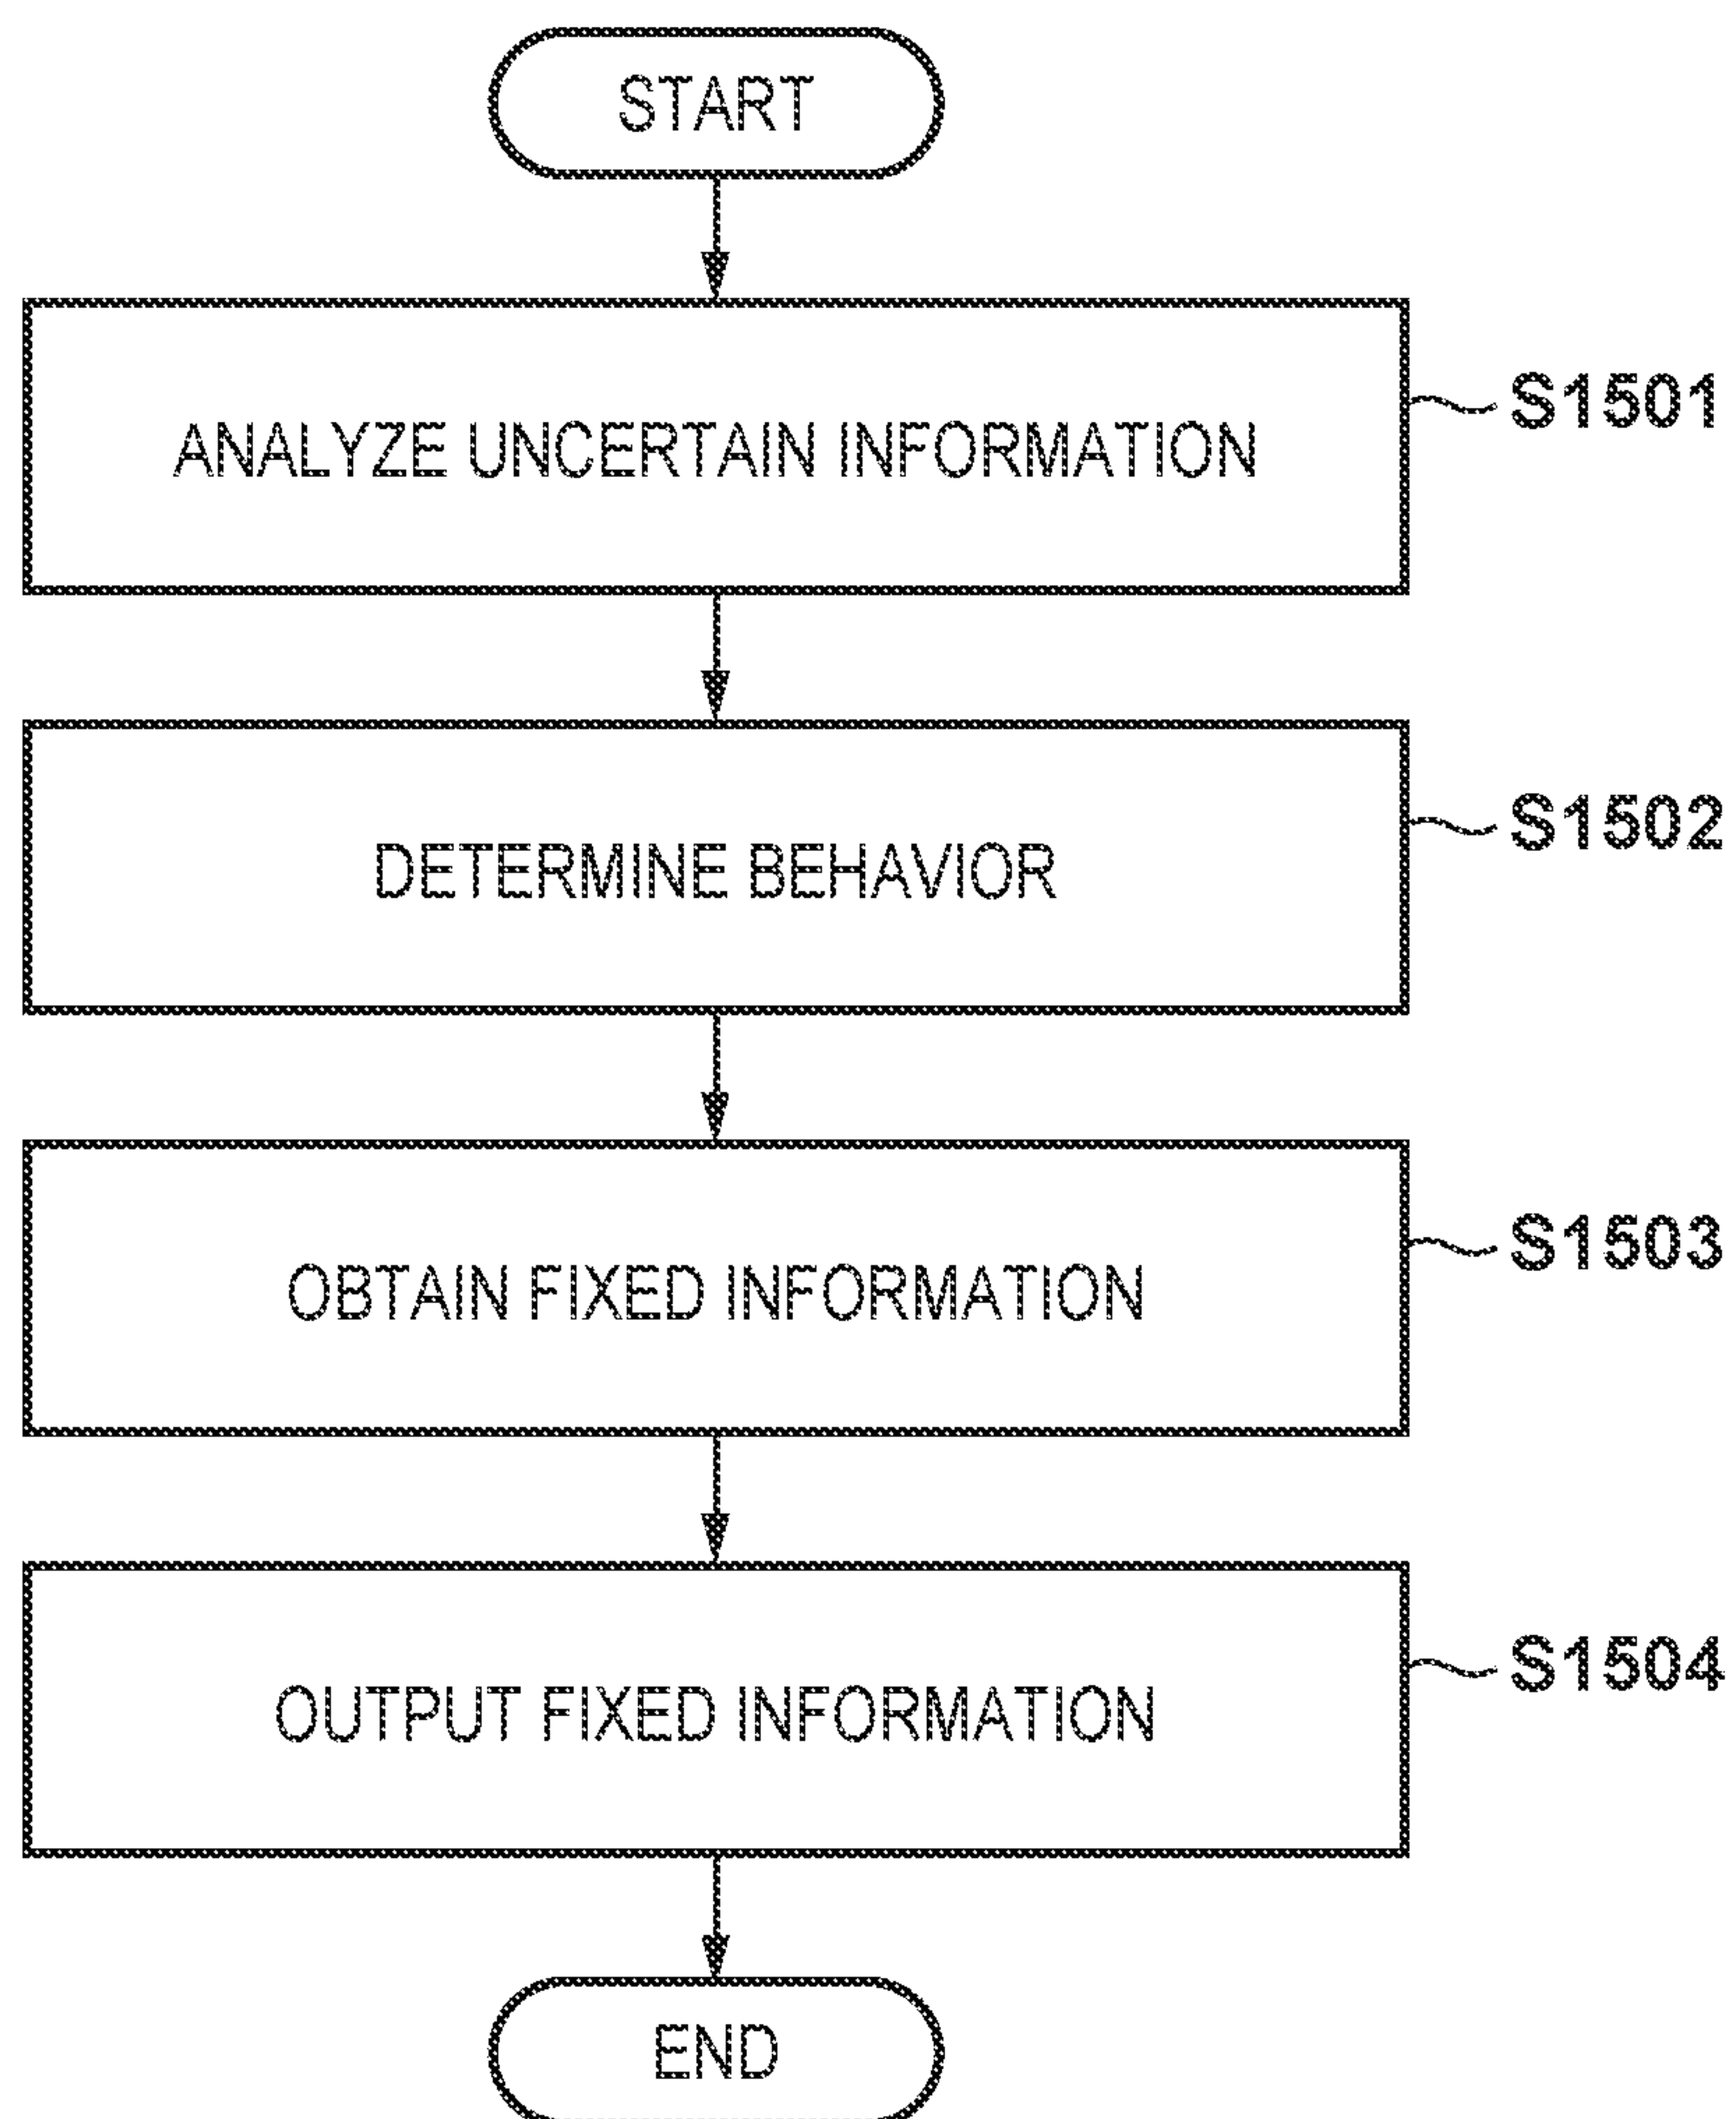 START
ANALYZE UNCERTAIN INFORMATION
S1501
DETERMINE BEHAVIOR
S1502
OBTAIN FIXED INFORMATION
S1503
OUTPUT FIXED INFORMATION
S1504
END